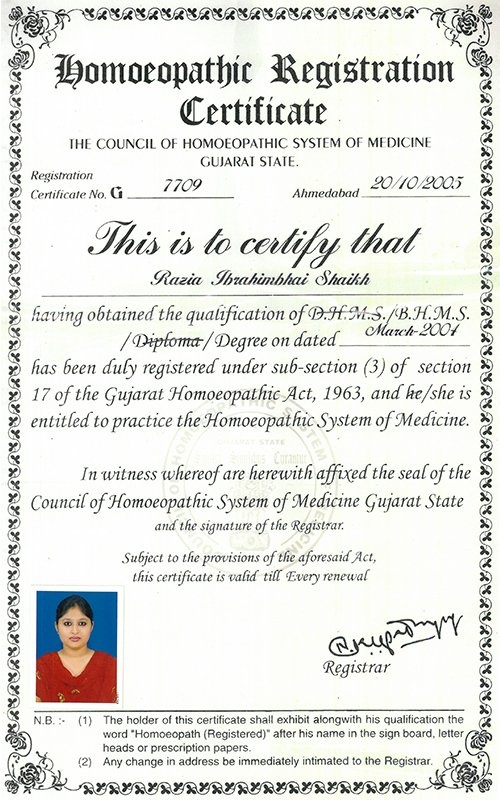 Homoeopathic Registration
Certificate
THE COUNCIL OF HOMOEOPATHIC SYSTEM OF MEDICINE
GUJARAT STATE.
Registration
Certificate No. G 7709 Ahmedabad 20/10/2005
This is to certify that
Razia Ibrahimbhai Shaikh
having obtained the qualification of D.H.M.S./B.H.M.S.
/ Diploma / Degree on dated March-2004
has been duly registered under sub-section (3) of section
17 of the Gujarat Homoeopathic Act, 1963, and he/she is
entitled to practice the Homoeopathic System of Medicine.
In witness whereof are herewith affixed the seal of the
Council of Homoeopathic System of Medicine Gujarat State
and the signature of the Registrar.
Subject to the provisions of the aforesaid Act,
this certificate is valid till Every renewal
Registrar
N.B. :- (1) The holder of this certificate shall exhibit alongwith his qualification the
word "Homoeopath (Registered)" after his name in the sign board, letter
heads or prescription papers.
(2) Any change in address be immediately intimated to the Registrar.